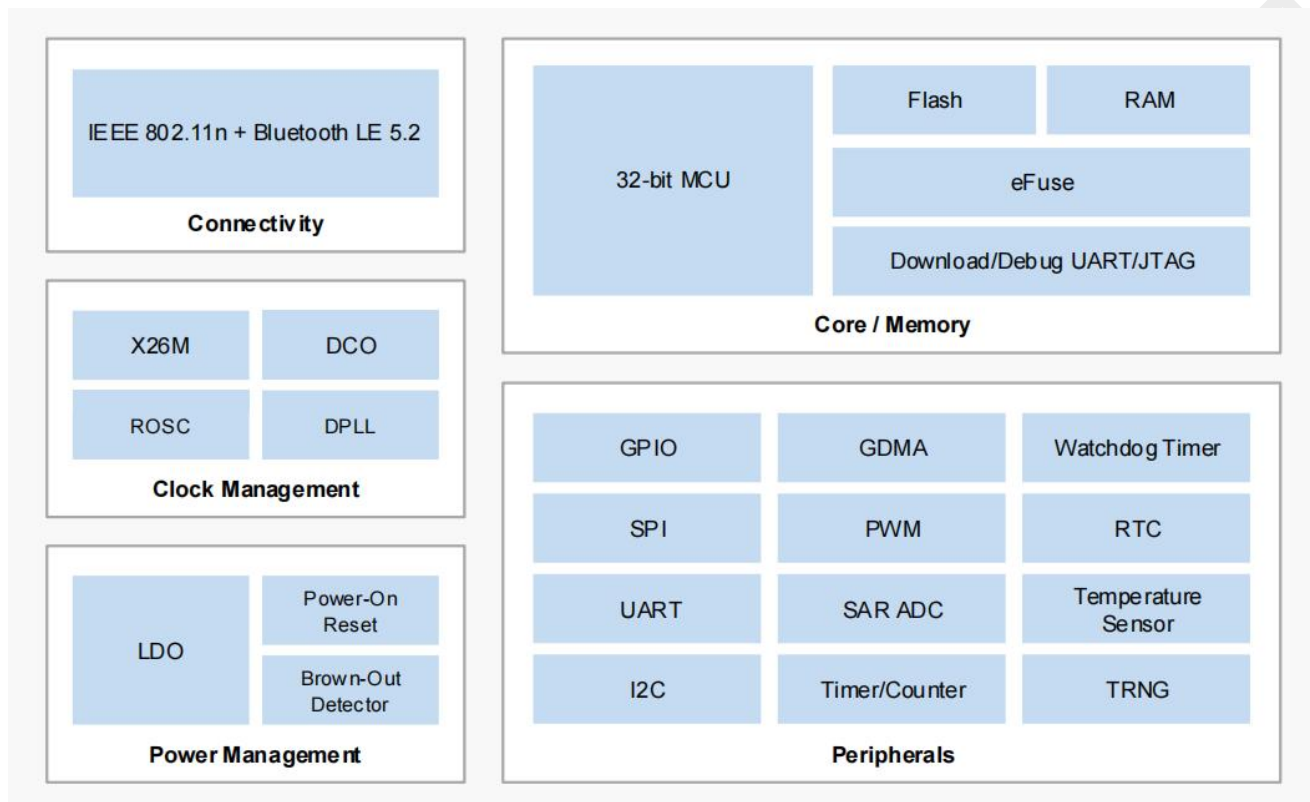 IEEE 802.11n + Bluetooth LE 5.2
Connectivity
X26M
DCO
ROSC
DPLL
Clock Management
LDO
Power-On
Reset
Brown-Out
Detector
Power Management
32-bit MCU
Flash
RAM
eFuse
Download/Debug UART/JTAG
Core / Memory
GPIO
GDMA
Watchdog Timer
SPI
PWM
RTC
UART
SAR ADC
Temperature
Sensor
I2C
Timer/Counter
TRNG
Peripherals